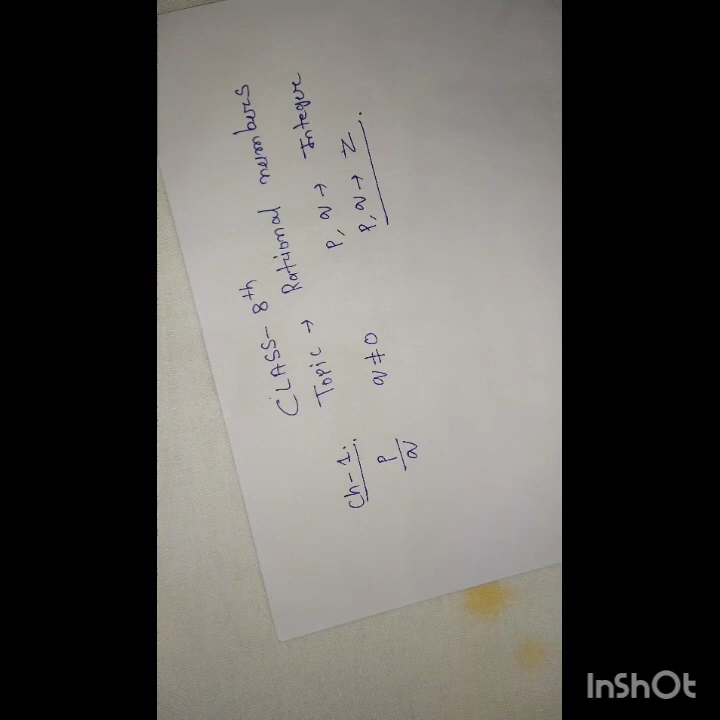 CLASS- 8th
Topic → Rational numbers
Ch-1.
p/q q≠0 P, q → Integer
P, q → Z.
InShOt